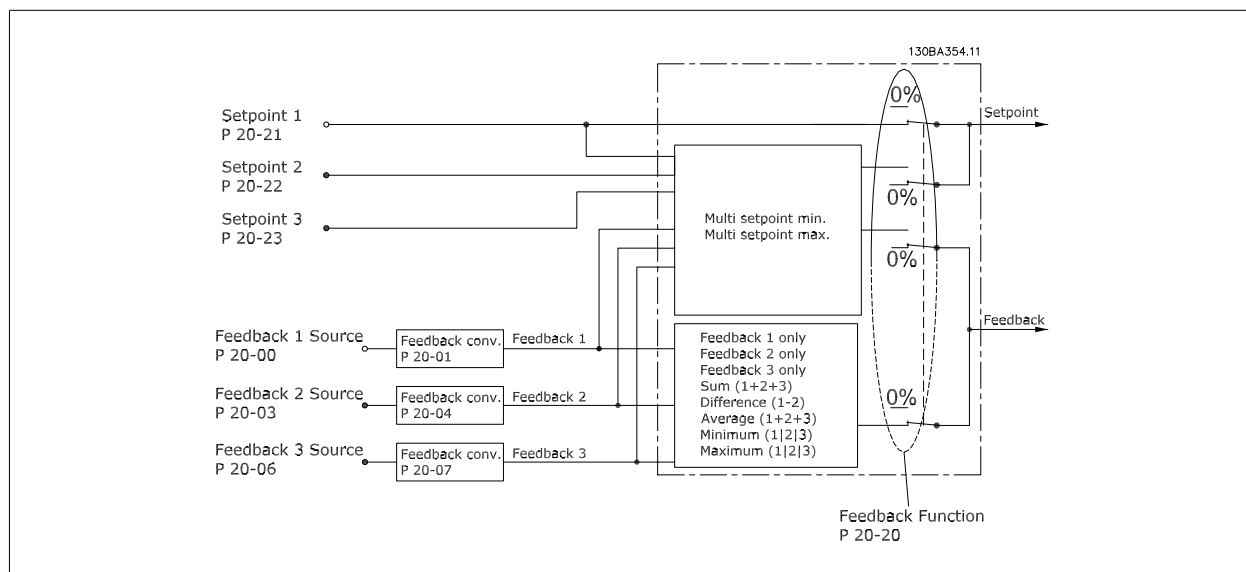 130BA354.11
0%
Setpoint 1
P 20-21
Setpoint
Setpoint 2
P 20-22
0%
Setpoint 3
P 20-23
Multi setpoint min.
Multi setpoint max.
0%
Feedback
Feedback 1 Source
P 20-00
Feedback conv.
P 20-01
Feedback 1
Feedback 2 Source
P 20-03
Feedback conv.
P 20-04
Feedback 2
Feedback 3 Source
P 20-06
Feedback conv.
P 20-07
Feedback 3
Feedback 1 only
Feedback 2 only
Feedback 3 only
Sum (1+2+3)
Difference (1-2)
Average (1+2+3)
Minimum (1|2|3)
Maximum (1|2|3)
0%
Feedback Function
P 20-20